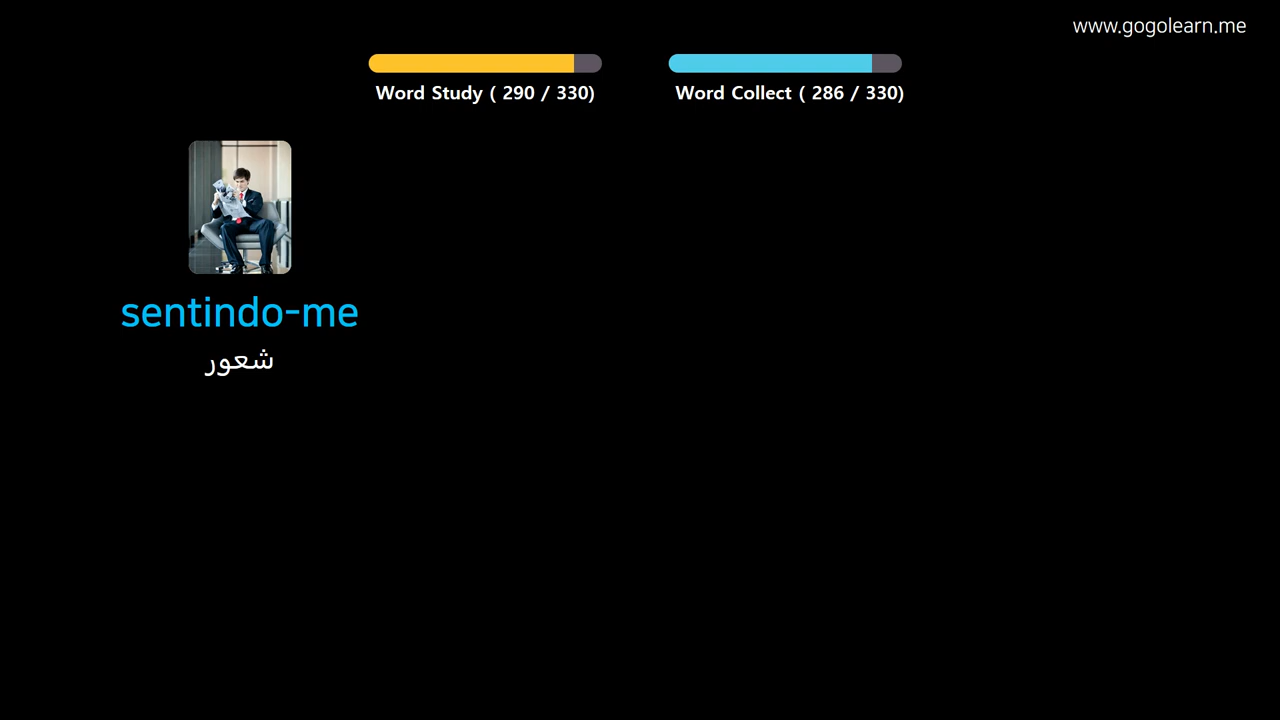 www.gogolearn.me
Word Study ( 290 / 330)
Word Collect ( 286 / 330)
sentindo-me
شعور